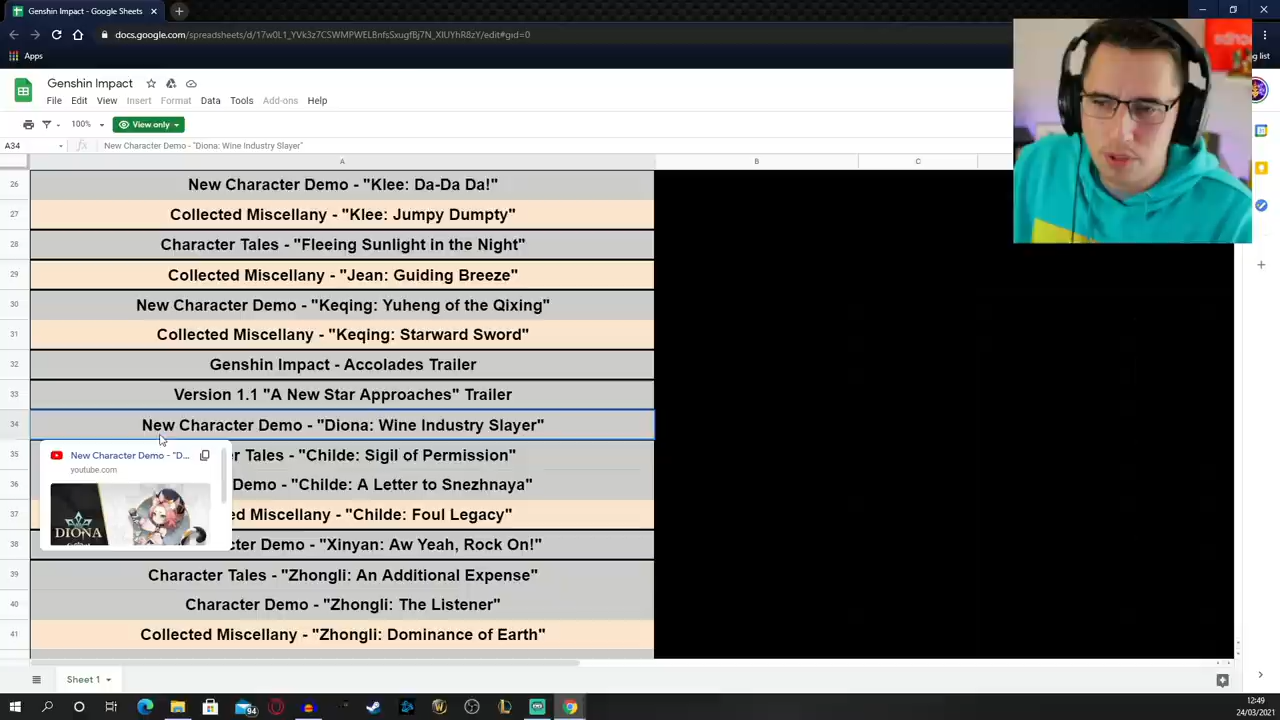 Genshin Impact - Google Sheets
docs.google.com/spreadsheets/d/17w0L1_YVk3z7CSWMPWELBnfsSxugfBj7N_XIUYhR8zY/edit#gid=0
Apps
Genshin Impact
File Edit View Insert Format Data Tools Add-ons Help
100% View only
A34 fx New Character Demo - "Diona: Wine Industry Slayer"
A B C
26 New Character Demo - "Klee: Da-Da Da!"
27 Collected Miscellany - "Klee: Jumpy Dumpty"
28 Character Tales - "Fleeing Sunlight in the Night"
29 Collected Miscellany - "Jean: Guiding Breeze"
30 New Character Demo - "Keqing: Yuheng of the Qixing"
31 Collected Miscellany - "Keqing: Starward Sword"
32 Genshin Impact - Accolades Trailer
33 Version 1.1 "A New Star Approaches" Trailer
34 New Character Demo - "Diona: Wine Industry Slayer"
New Character Demo - "D...
youtube.com
DIONA
35 er Tales - "Childe: Sigil of Permission"
36 Demo - "Childe: A Letter to Snezhnaya"
37 d Miscellany - "Childe: Foul Legacy"
38 cter Demo - "Xinyan: Aw Yeah, Rock On!"
39 Character Tales - "Zhongli: An Additional Expense"
40 Character Demo - "Zhongli: The Listener"
41 Collected Miscellany - "Zhongli: Dominance of Earth"
Sheet 1
94
12:49
24/03/2021